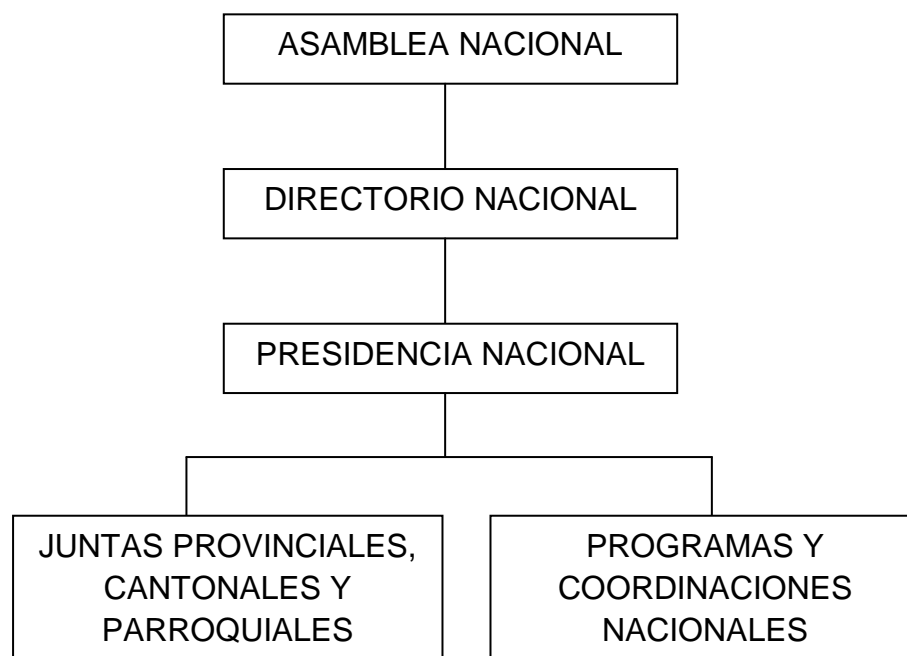 ASAMBLEA NACIONAL
DIRECTORIO NACIONAL
PRESIDENCIA NACIONAL
JUNTAS PROVINCIALES,
CANTONALES Y
PARROQUIALES
PROGRAMAS Y
COORDINACIONES
NACIONALES